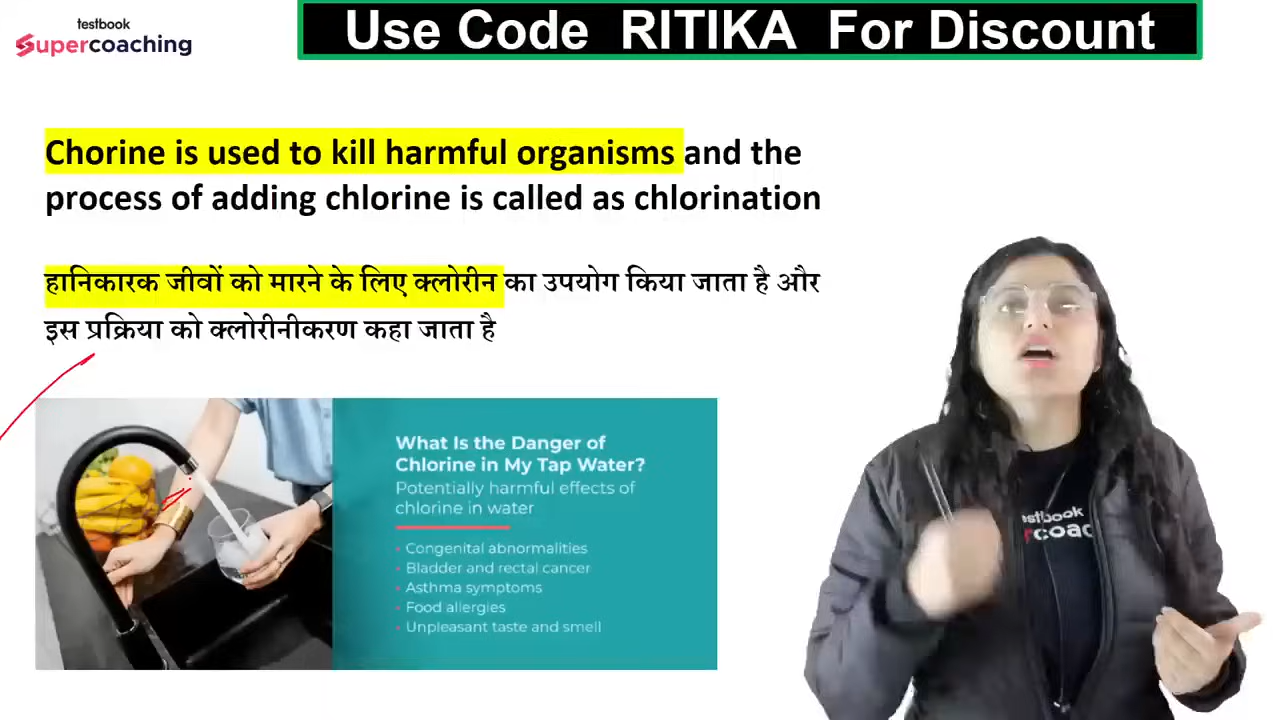 testbook
Supercoaching
Use Code RITIKA For Discount
Chorine is used to kill harmful organisms and the
process of adding chlorine is called as chlorination
हानिकारक जीवों को मारने के लिए क्लोरीन का उपयोग किया जाता है और
इस प्रक्रिया को क्लोरीनीकरण कहा जाता है
What Is the Danger of
Chlorine in My Tap Water?
Potentially harmful effects of
chlorine in water
Congenital abnormalities
Bladder and rectal cancer
Asthma symptoms
Food allergies
Unpleasant taste and smell